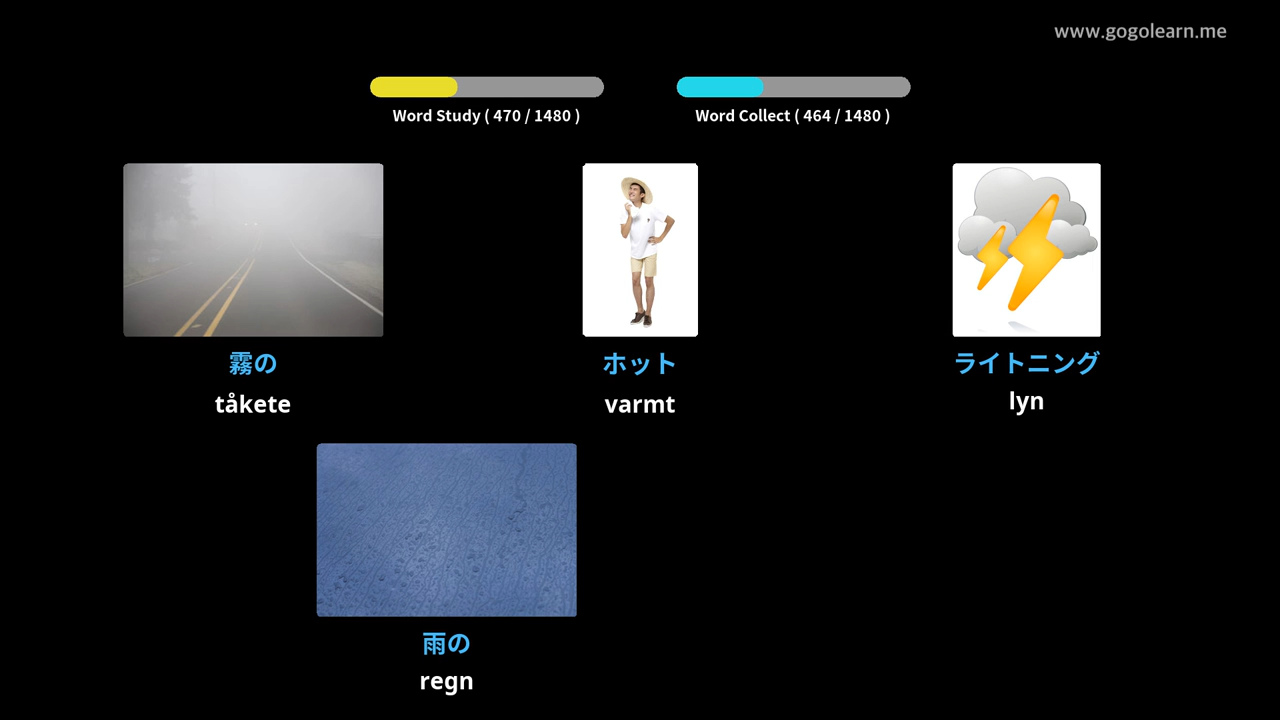 www.gogolearn.me
Word Study ( 470 / 1480 )
Word Collect ( 464 / 1480 )
霧の
ホット
ライトニング
tåkete
varmt
lyn
雨の
regn